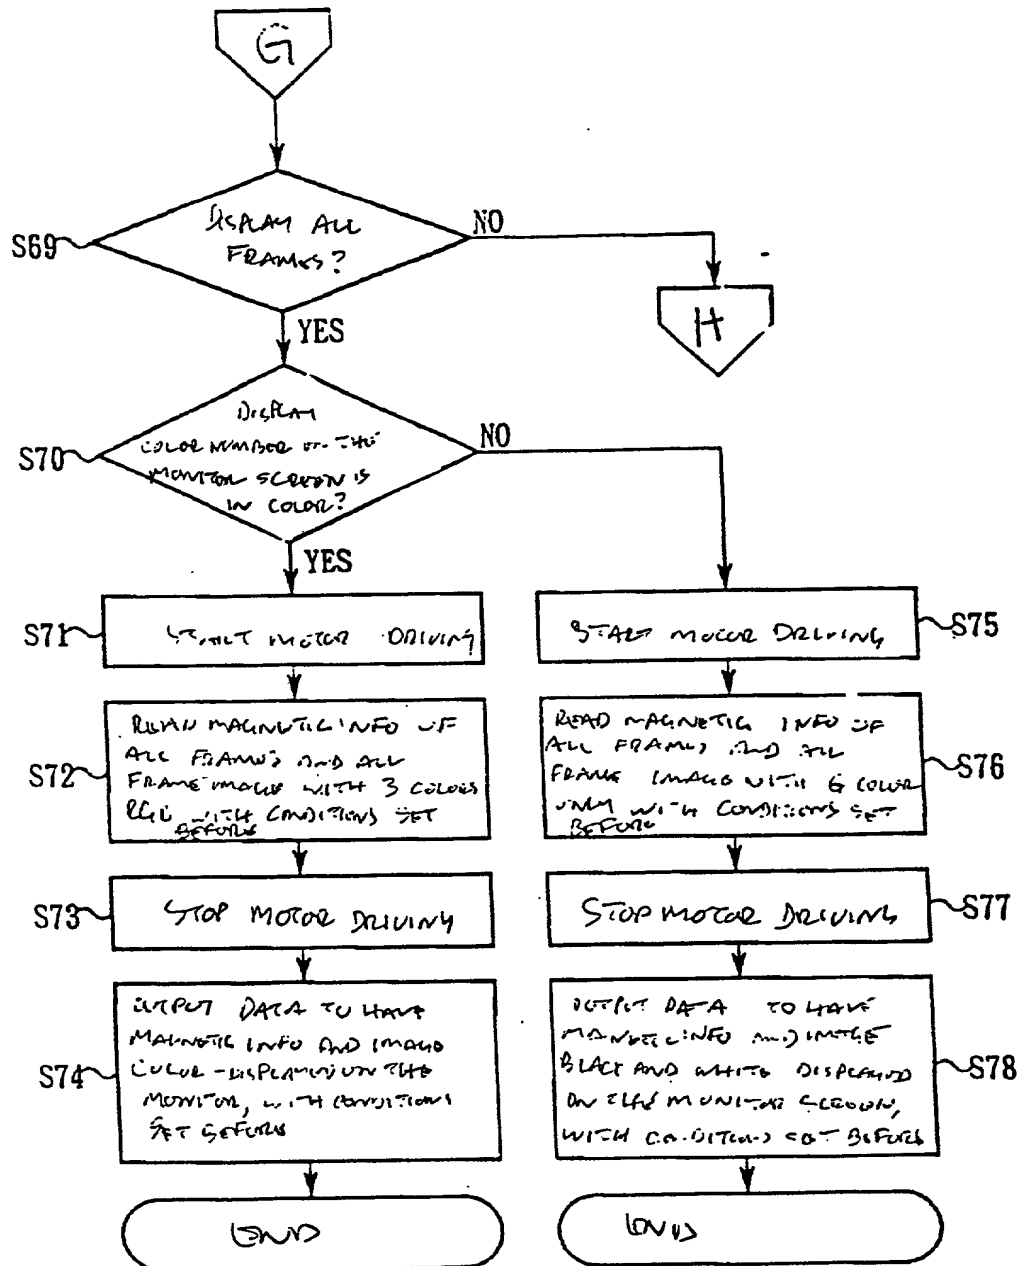 G
DISPLAY ALL
FRAMES?
S69
NO
H
YES
DISPLAY
COLOR NUMBER OF THE
MONITOR SCREEN IS
IN COLOR?
S70
NO
YES
S71
START MOTOR DRIVING
START MOTOR DRIVING
S75
READ MAGNETIC INFO OF
ALL FRAMES AND ALL
FRAME IMAGES WITH 3 COLORS
RGB WITH CONDITIONS SET
BEFORE
S72
READ MAGNETIC INFO OF
ALL FRAMES AND ALL
FRAME IMAGE WITH G COLOR
ONLY WITH CONDITIONS SET
BEFORE
S76
S73
STOP MOTOR DRIVING
STOP MOTOR DRIVING
S77
OUTPUT DATA TO HAVE
MAGNETIC INFO AND IMAGE
COLOR-DISPLAYED ON THE
MONITOR, WITH CONDITIONS
SET BEFORE
S74
OUTPUT DATA TO HAVE
MAGNETIC INFO AND IMAGE
BLACK AND WHITE DISPLAYED
ON THE MONITOR SCREEN,
WITH CONDITIONS SET BEFORE
S78
END
END